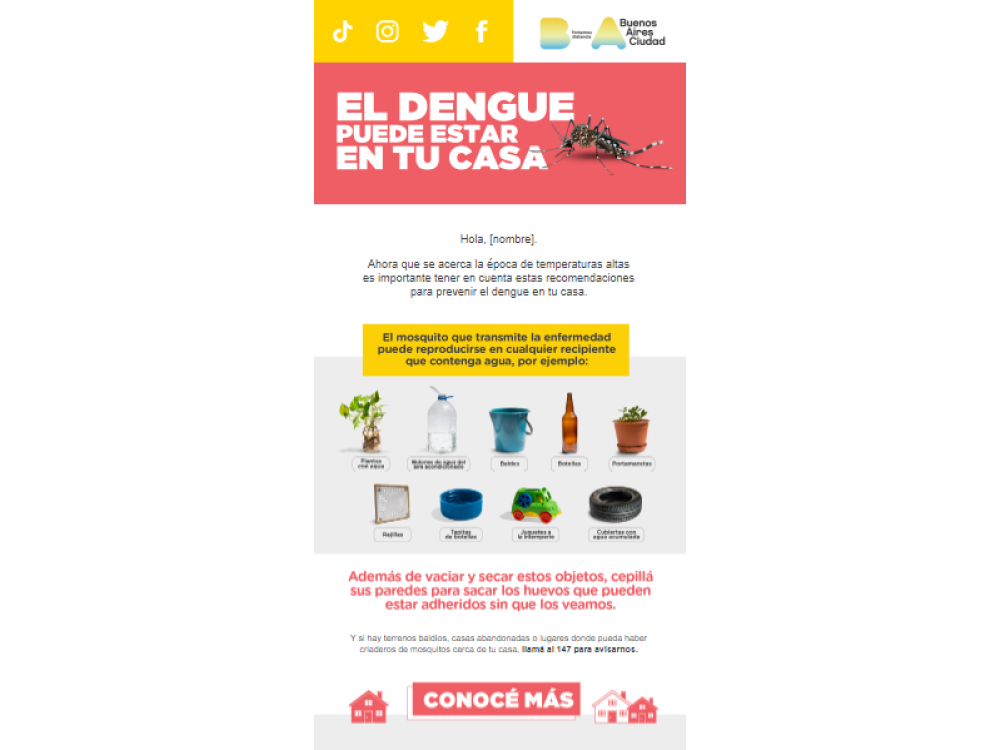 Buenos
Aires
Ciudad
EL DENGUE
PUEDE ESTAR
EN TU CASA
Hola, [nombre].
Ahora que se acerca la época de temperaturas altas
es importante tener en cuenta estas recomendaciones
para prevenir el dengue en tu casa.
El mosquito que transmite la enfermedad
puede reproducirse en cualquier recipiente
que contenga agua, por ejemplo:
Plantas
con agua
Bidones de agua del
aire acondicionado
Baldes
Botellas
Portamacetas
Rejillas
Tapitas
de botellas
Juguetes a
la intemperie
Cubiertas con
agua acumulada
Además de vaciar y secar estos objetos, cepillá
sus paredes para sacar los huevos que pueden
estar adheridos sin que los veamos.
Y si hay terrenos baldíos, casas abandonadas o lugares donde pueda haber
criaderos de mosquitos cerca de tu casa, llamá al 147 para avisarnos.
CONOCÉ MÁS